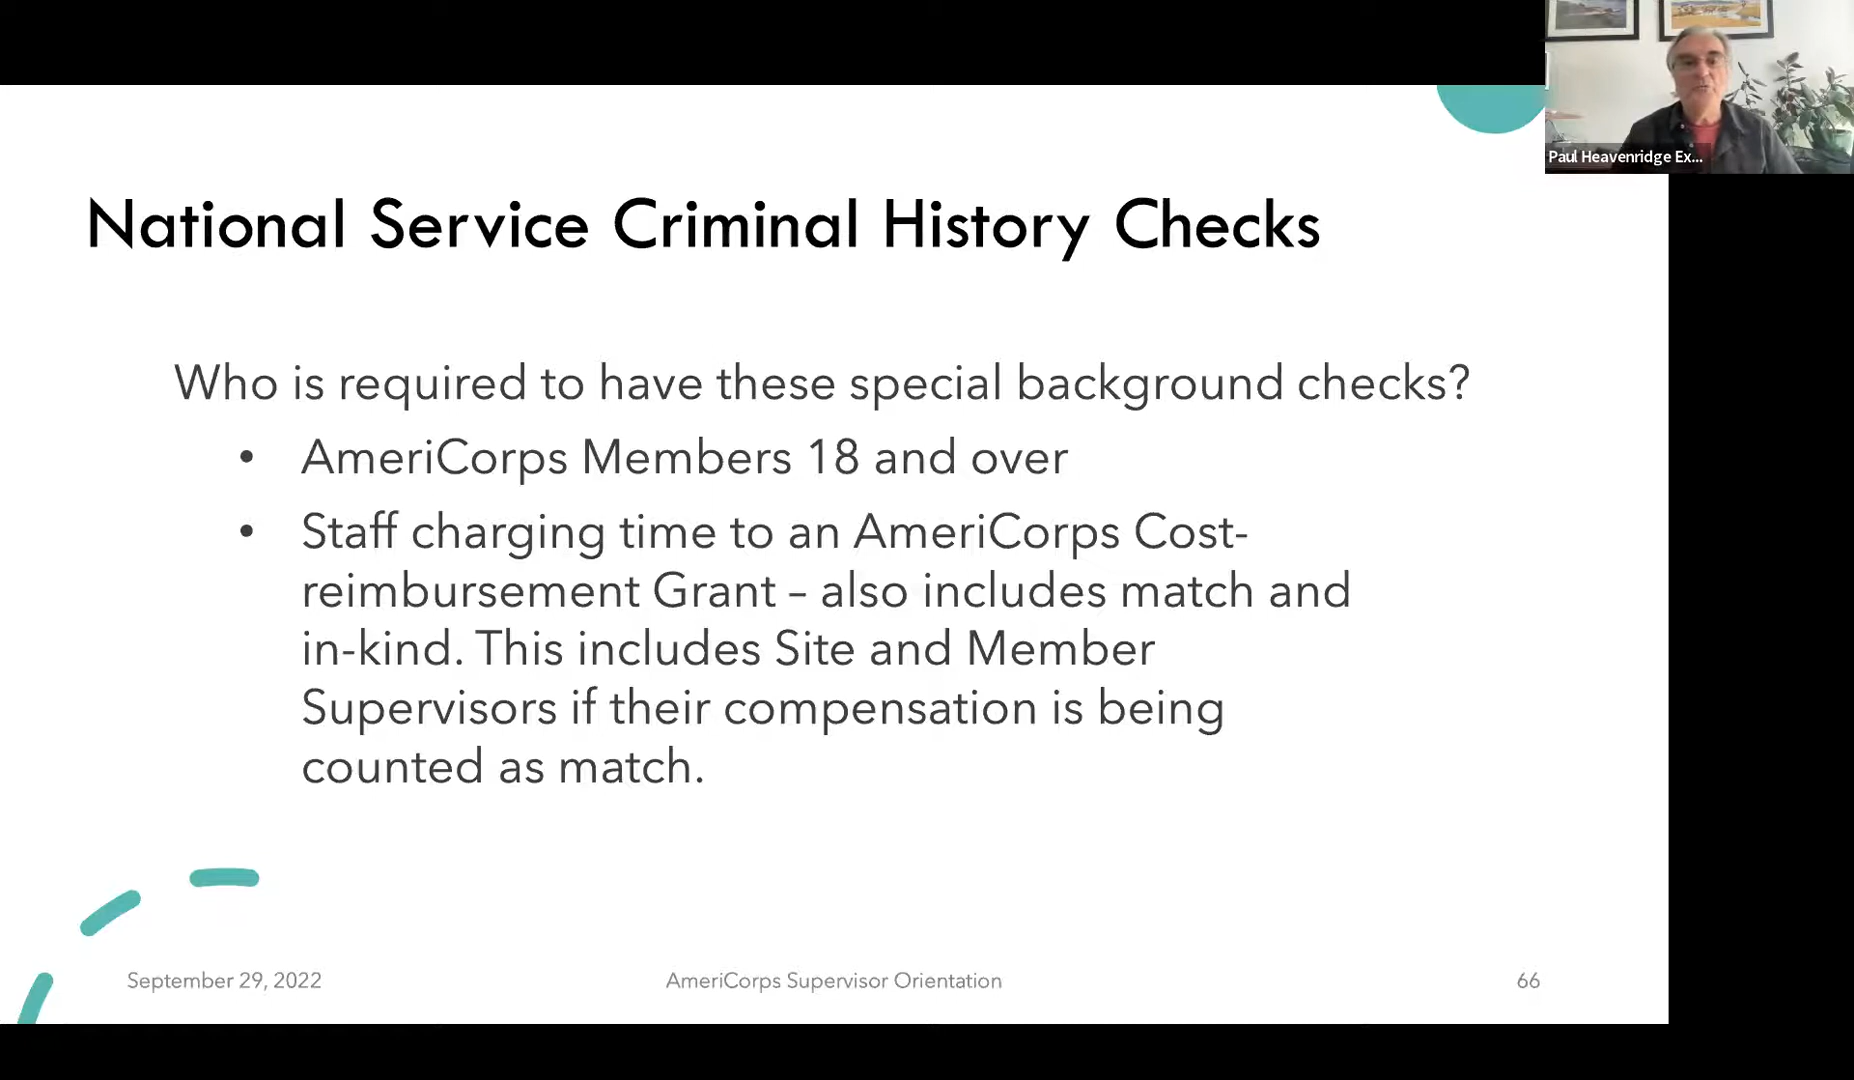 Paul Heavenridge Ex...
National Service Criminal History Checks
Who is required to have these special background checks?
• AmeriCorps Members 18 and over
• Staff charging time to an AmeriCorps Cost-
reimbursement Grant – also includes match and
in-kind. This includes Site and Member
Supervisors if their compensation is being
counted as match.
September 29, 2022
AmeriCorps Supervisor Orientation
66